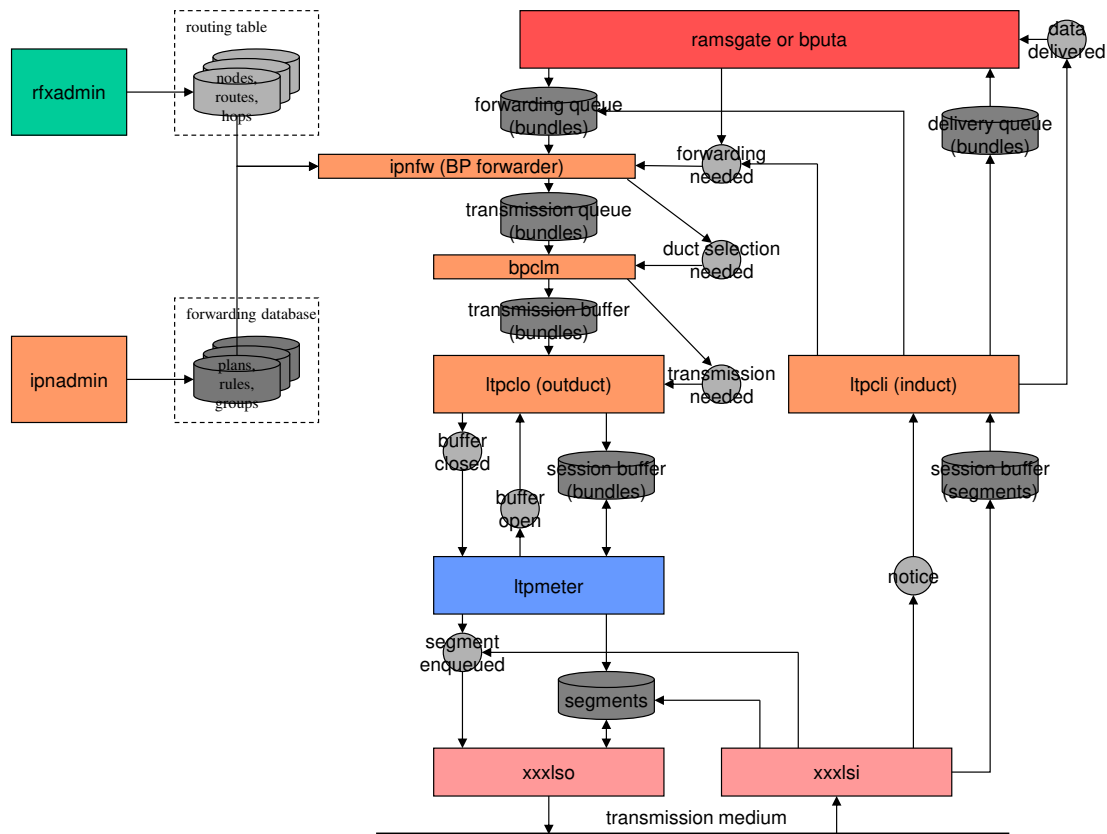 routing table
ramsgate or bputa
data
delivered
rfxadmin
nodes,
routes,
hops
forwarding queue
(bundles)
delivery queue
(bundles)
ipnfw (BP forwarder)
forwarding
needed
transmission queue
(bundles)
duct selection
needed
bpclm
forwarding database
transmission buffer
(bundles)
ipnadmin
plans,
rules,
groups
ltpclo (outduct)
transmission
needed
ltpcli (induct)
buffer
closed
session buffer
(bundles)
session buffer
(segments)
buffer
open
ltpmeter
notice
segment
enqueued
segments
xxxlso
xxxlsi
transmission medium